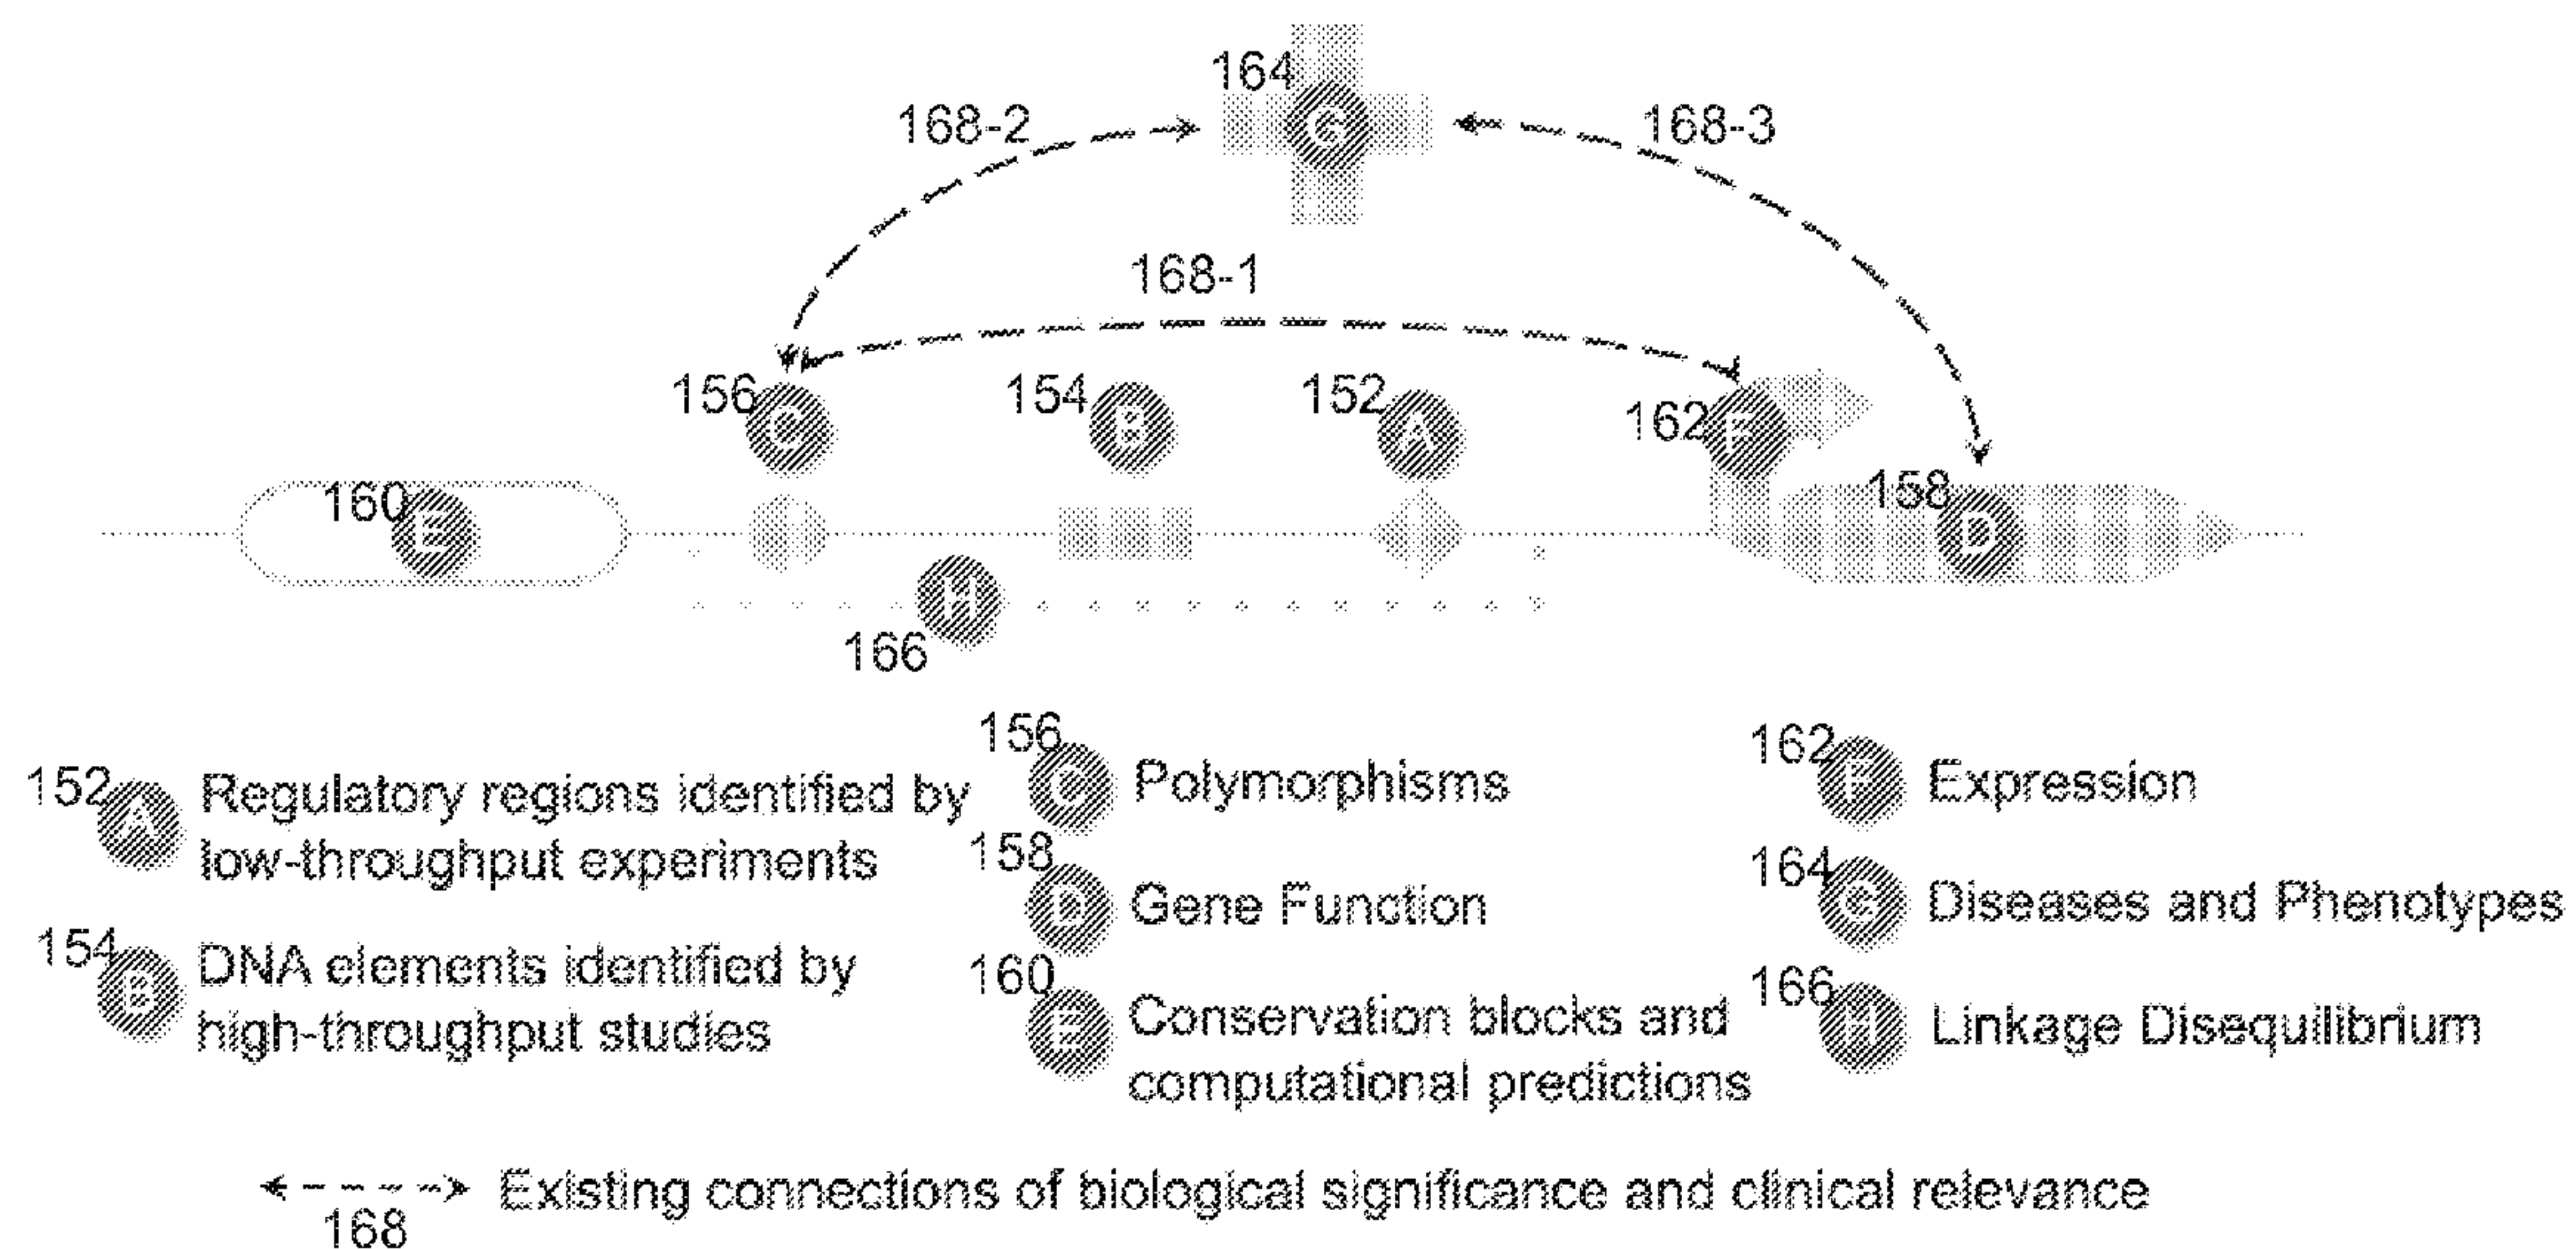 164
G
168-2
168-3
168-1
156
C
154
B
152
A
162
F
160
E
158
D
H
166
152
A
Regulatory regions identified by
low-throughput experiments
154
B
DNA elements identified by
high-throughput studies
156
C
Polymorphisms
158
D
Gene Function
160
E
Conservation blocks and
computational predictions
162
F
Expression
164
G
Diseases and Phenotypes
166
H
Linkage Disequilibrium
168
Existing connections of biological significance and clinical relevance